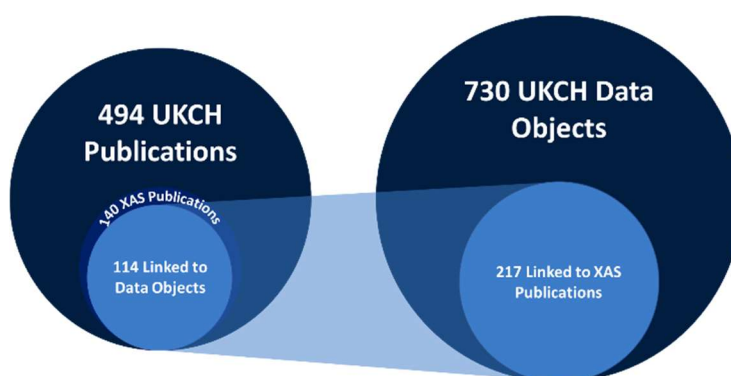 494 UKCH
Publications
140 XAS Publications
114 Linked to
Data Objects
730 UKCH Data
Objects
217 Linked to XAS
Publications